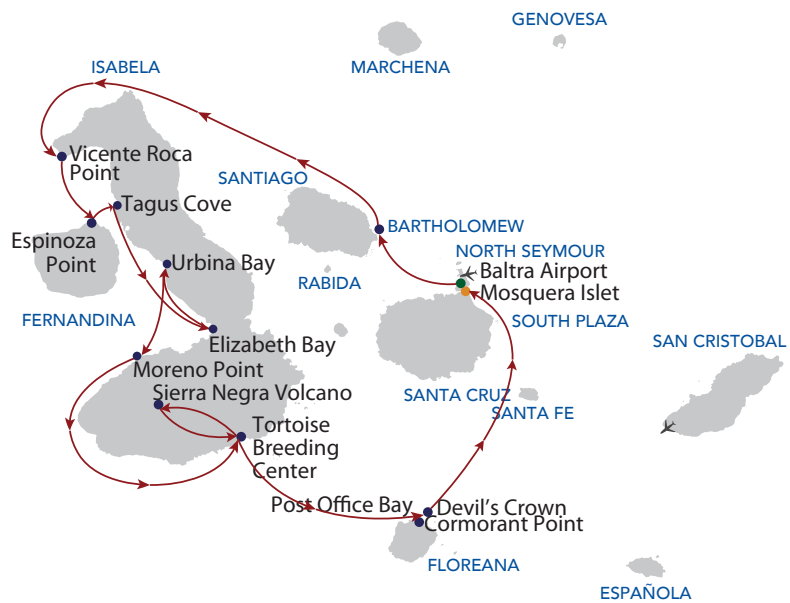 GENOVESA
ISABELA
MARCHENA
Vicente Roca
Point
SANTIAGO
Tagus Cove
BARTHOLOMEW
Espinoza
Point
NORTH SEYMOUR
Urbina Bay
Baltra Airport
RABIDA
Mosquera Islet
FERNANDINA
SOUTH PLAZA
Elizabeth Bay
SAN CRISTOBAL
Moreno Point
Sierra Negra Volcano
SANTA CRUZ
SANTA FE
Tortoise
Breeding
Center
Post Office Bay
Devil's Crown
Cormorant Point
FLOREANA
ESPAÑOLA